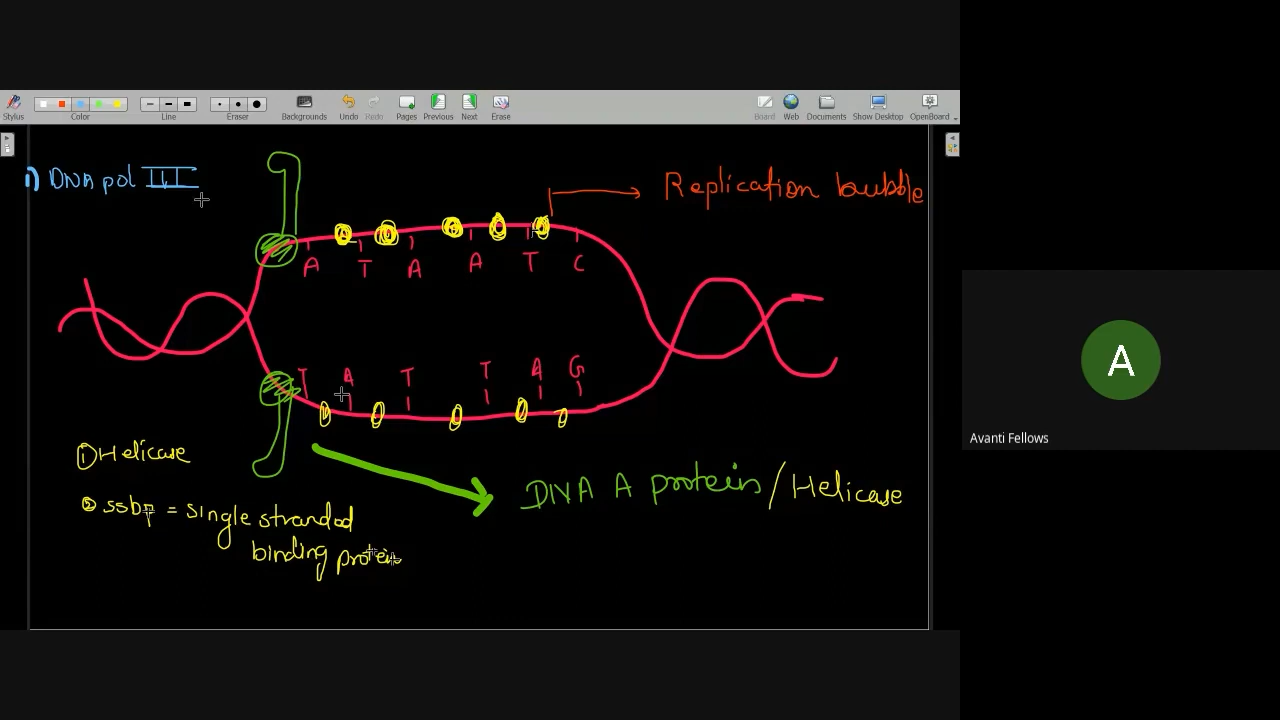 Stylus
Color
Line
Eraser
Backgrounds
Undo
Redo
Pages
Previous
Next
Erase
Board
Web
Documents
Show Desktop
OpenBoard
1) DNA pol III
Replication bubble
A T A A T C
T A T T A G
① Helicase
DNA A protein / Helicase
② ssbp = single stranded
binding protein
A
Avanti Fellows